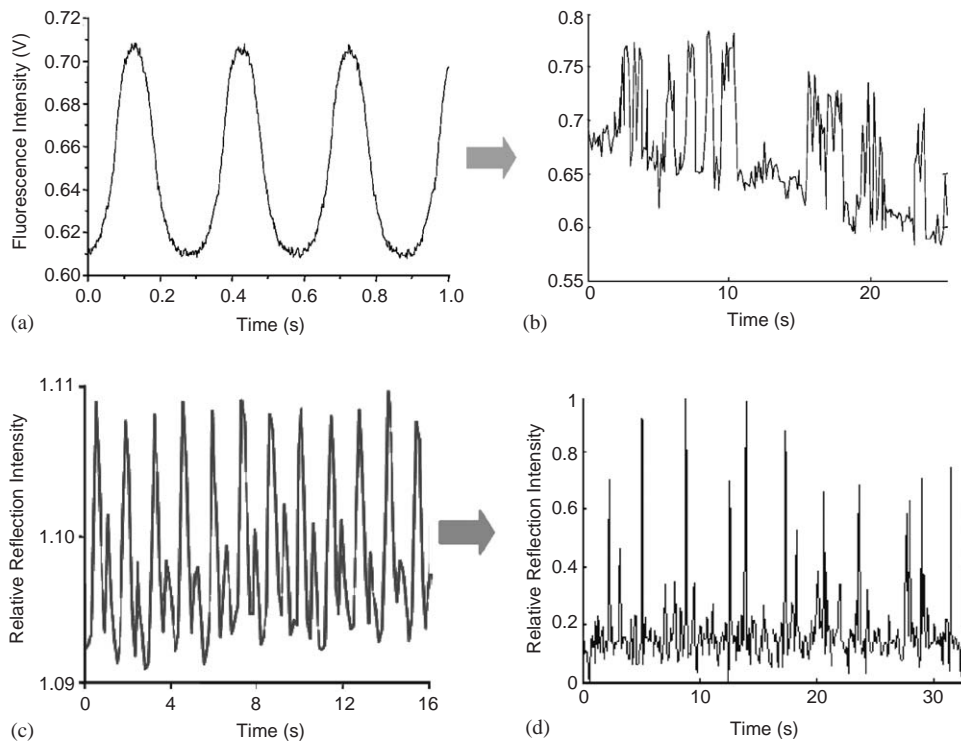 0.72
0.70
0.68
0.66
0.64
0.62
0.60
Fluorescence Intensity (V)
0.0 0.2 0.4 0.6 0.8 1.0
Time (s)
(a)
0.8
0.75
0.7
0.65
0.6
0.55
0 10 20
Time (s)
(b)
1.11
1.10
1.09
Relative Reflection Intensity
0 4 8 12 16
Time (s)
(c)
1
0.8
0.6
0.4
0.2
0
Relative Reflection Intensity
0 10 20 30
Time (s)
(d)